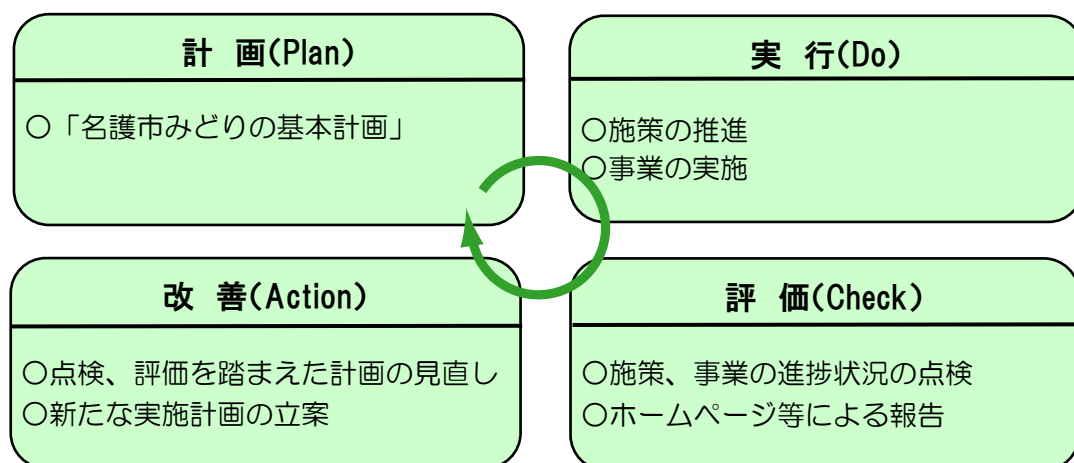 計 画(Plan)
○「名護市みどりの基本計画」
実 行(Do)
○施策の推進
○事業の実施
改 善(Action)
○点検、評価を踏まえた計画の見直し
○新たな実施計画の立案
評 価(Check)
○施策、事業の進捗状況の点検
○ホームページ等による報告